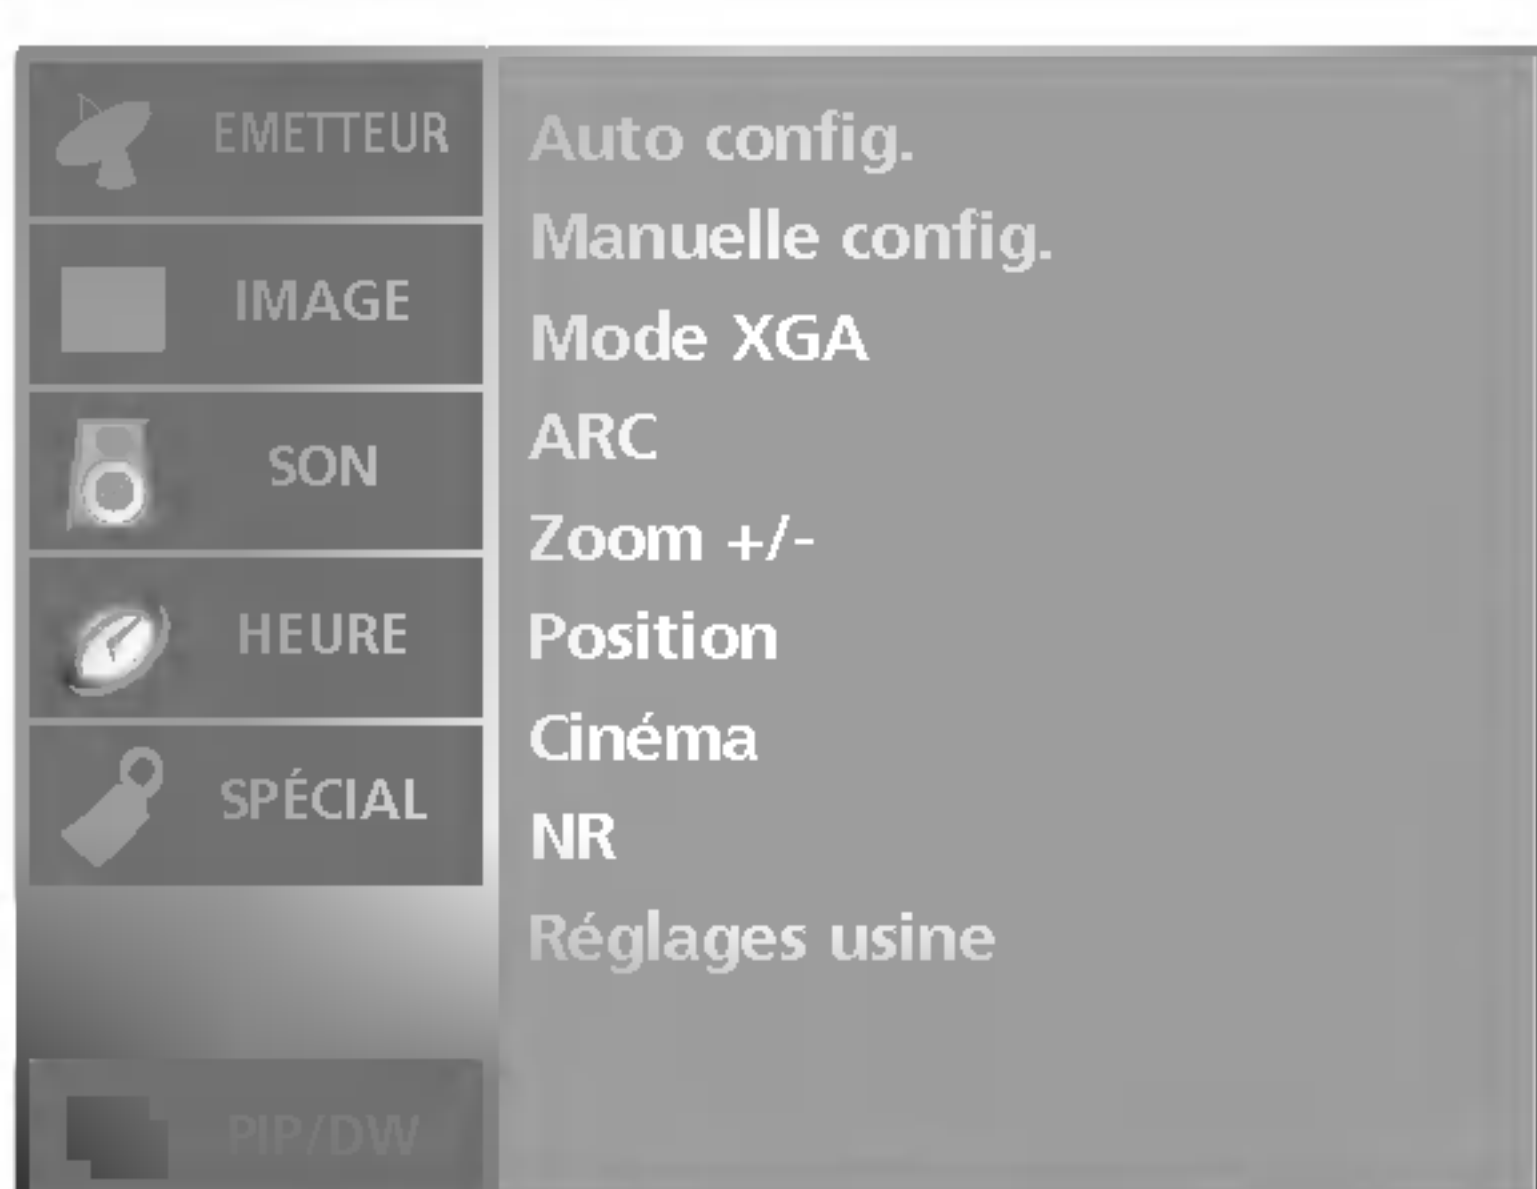 EMETTEUR
IMAGE
SON
HEURE
SPÉCIAL
PIP/DW
Auto config.
Manuelle config.
Mode XGA
ARC
Zoom +/-
Position
Cinéma
NR
Réglages usine